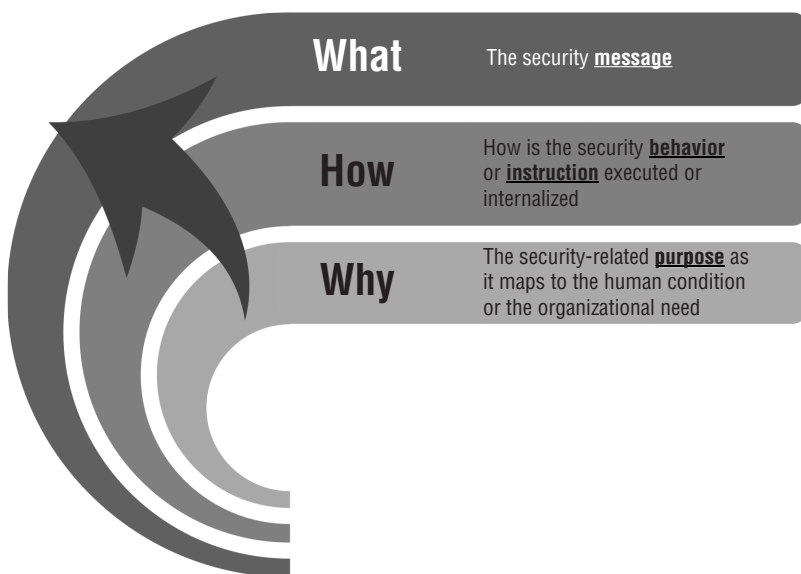 What
The security message
How
How is the security behavior
or instruction executed or
internalized
Why
The security-related purpose as
it maps to the human condition
or the organizational need